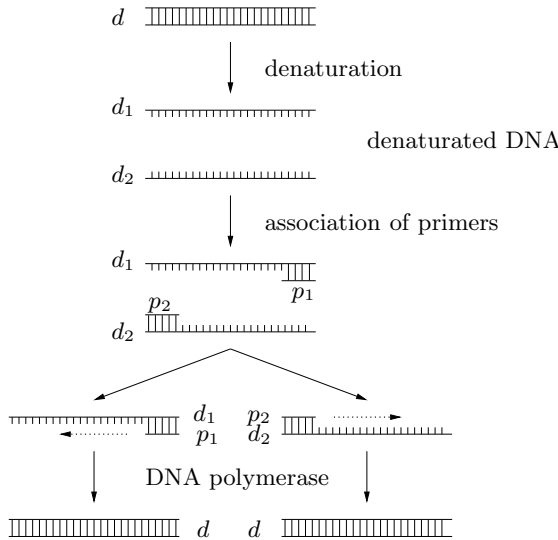 d
denaturation
d₁
denaturated DNA
d₂
association of primers
d₁
p₁
p₂
d₂
d₁ p₂
p₁ d₂
DNA polymerase
d d